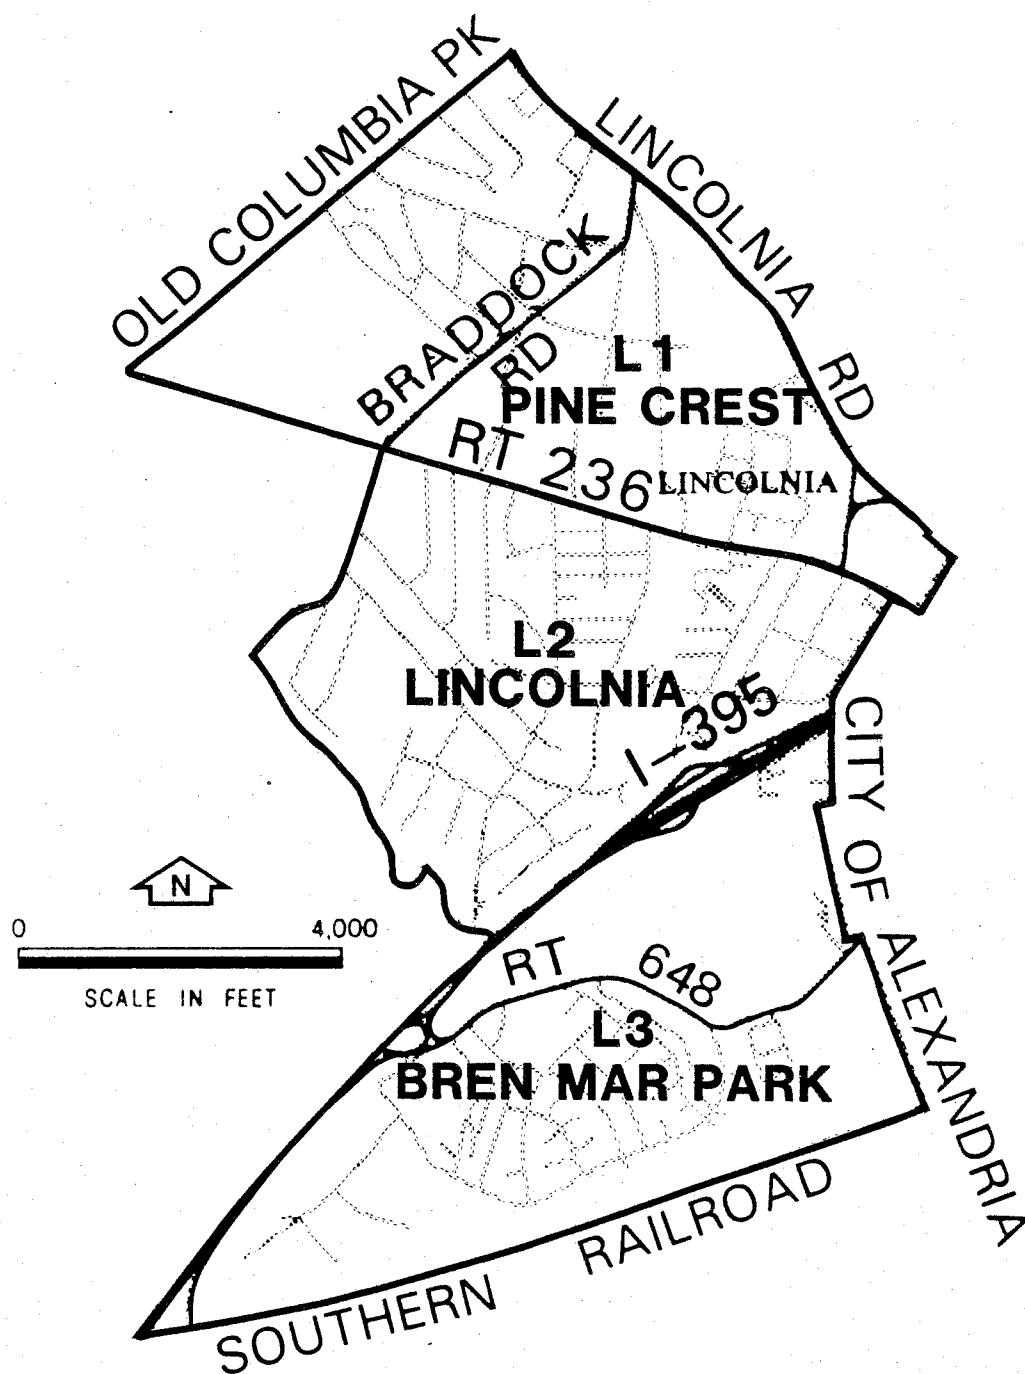 OLD COLUMBIA PK
LINCOLNIA RD
BRADDOCK RD
L1
PINE CREST
RT 236
LINCOLNIA
L2
LINCOLNIA
I-395
CITY OF ALEXANDRIA
N
0 4,000
SCALE IN FEET
RT 648
L3
BREN MAR PARK
SOUTHERN RAILROAD